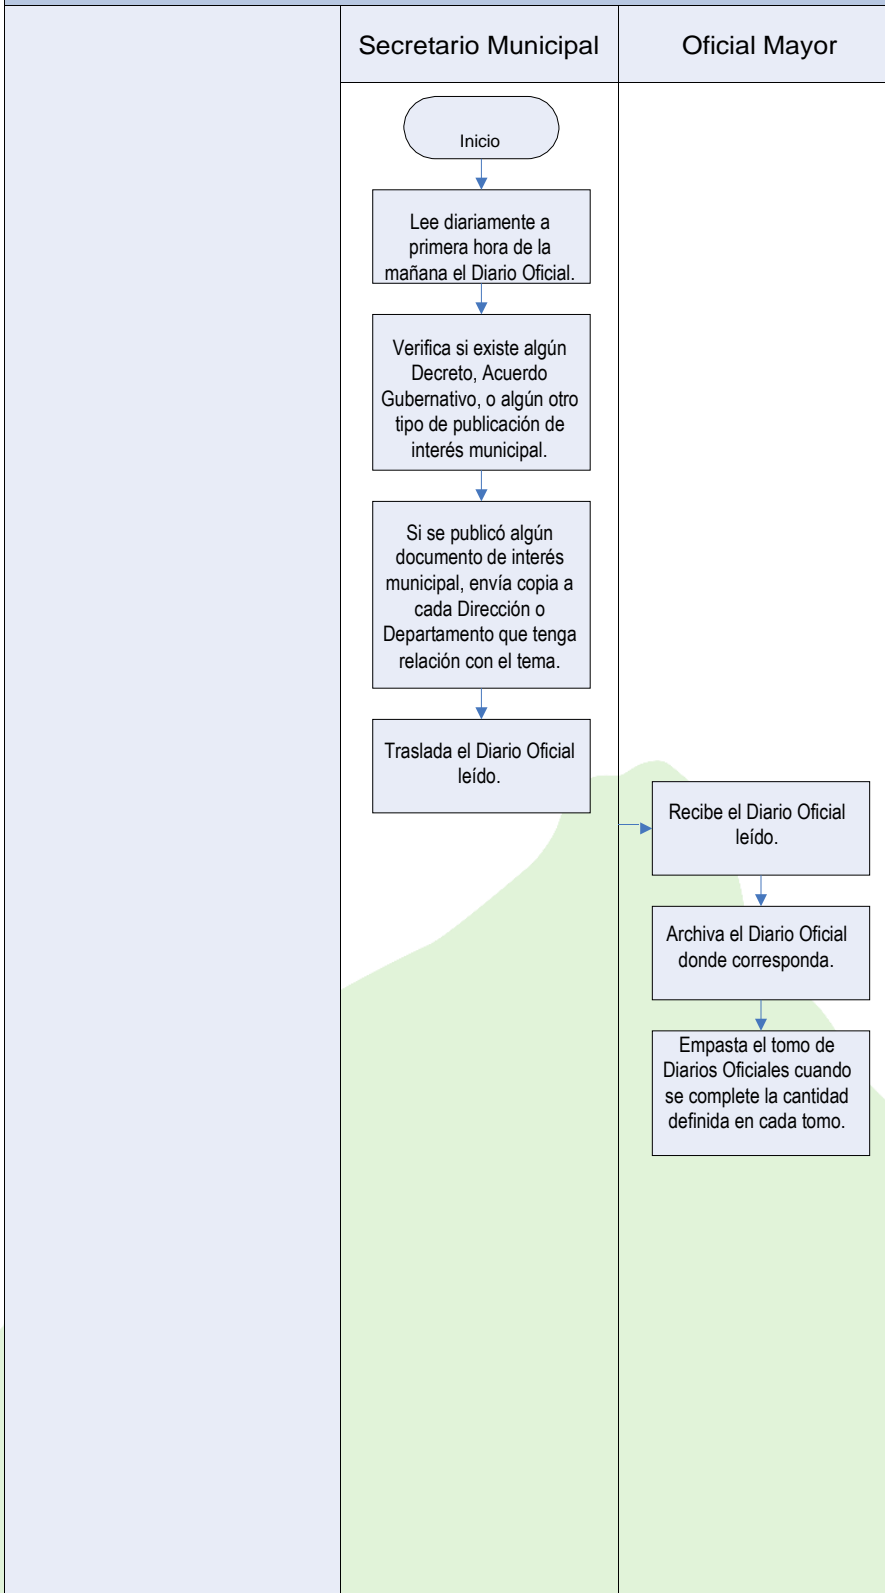 Secretario Municipal
Oficial Mayor
Inicio
Lee diariamente a
primera hora de la
mañana el Diario Oficial.
Verifica si existe algún
Decreto, Acuerdo
Gubernativo, o algún otro
tipo de publicación de
interés municipal.
Si se publicó algún
documento de interés
municipal, envía copia a
cada Dirección o
Departamento que tenga
relación con el tema.
Traslada el Diario Oficial
leído.
Recibe el Diario Oficial
leído.
Archiva el Diario Oficial
donde corresponda.
Empasta el tomo de
Diarios Oficiales cuando
se complete la cantidad
definida en cada tomo.